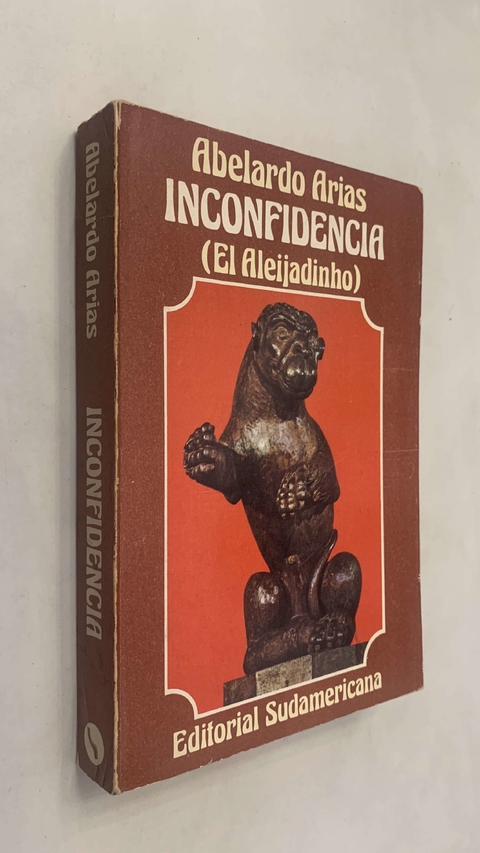 Abelardo Arias
INCONFIDENCIA
(El Aleijadinho)
Editorial Sudamericana
Abelardo Arias
INCONFIDENCIA